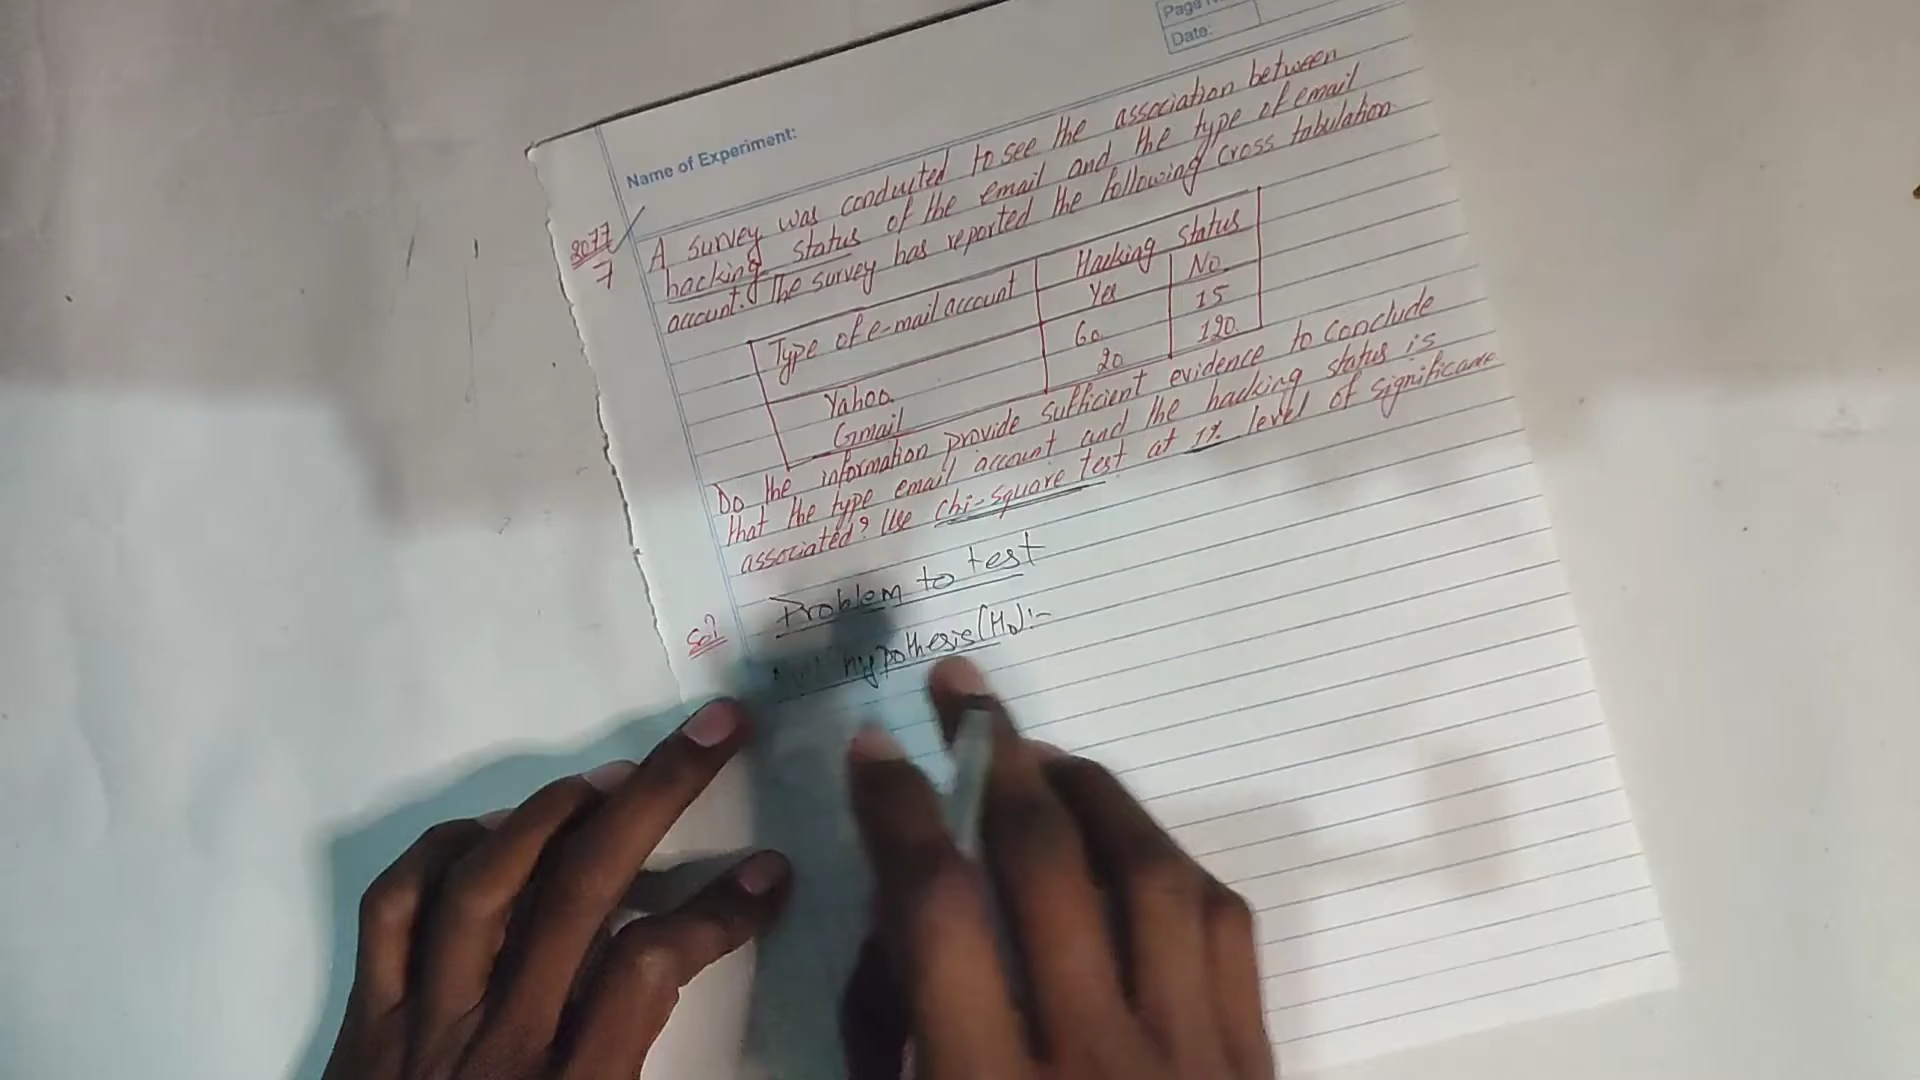 Page
Date:
Name of Experiment:
2077
7
A survey was conducted to see the association between
hacking status of the email and the type of email
account. The survey has reported the following cross tabulation
Type of e-mail account Hacking Status
Yes No
Yahoo 60 15
Gmail 20 120
Do the information provide sufficient evidence to conclude
that the type email account and the hacking status is
associated? Use chi-square test at 1% level of significance
Problem to test
hypothesis (H0):-